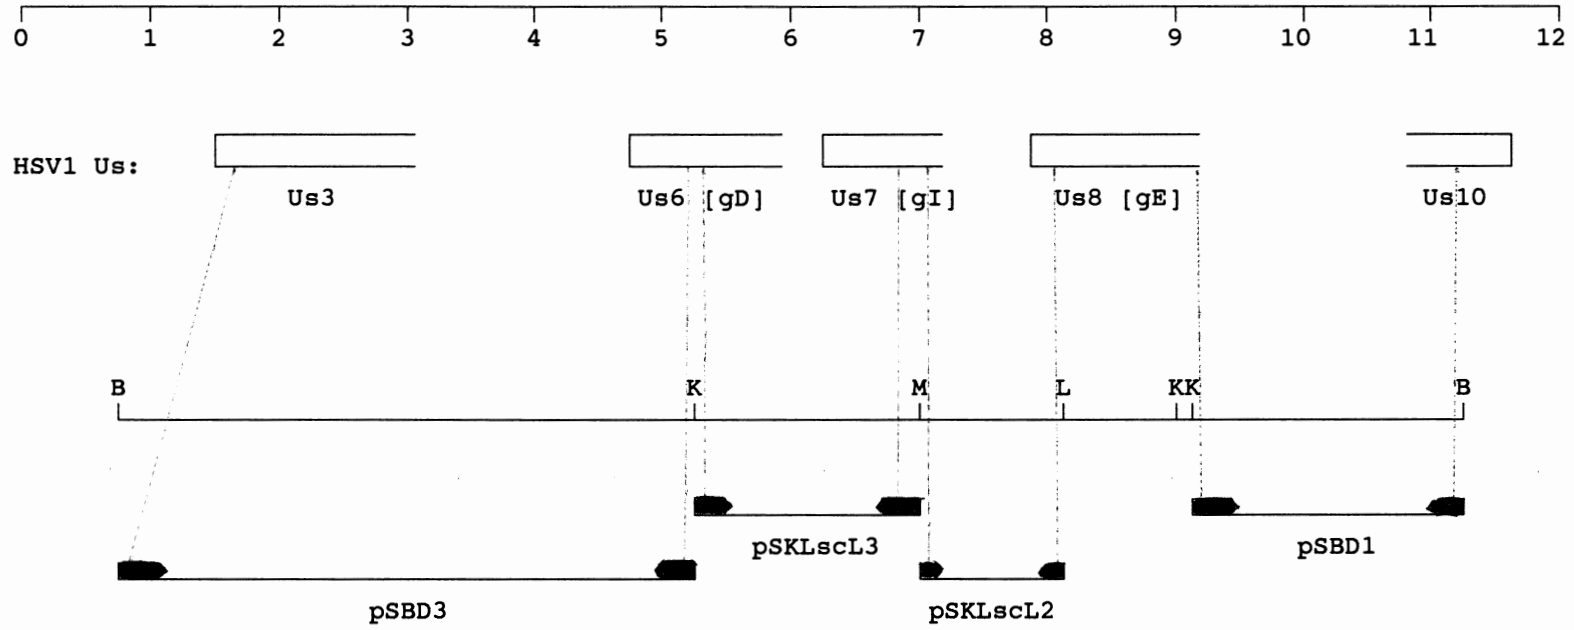 0 1 2 3 4 5 6 7 8 9 10 11 12
HSV1 Us:
Us3 Us6 [gD] Us7 [gI] Us8 [gE] Us10
B K M L KK B
pSKLscL3 pSBD1
pSBD3 pSKLscL2